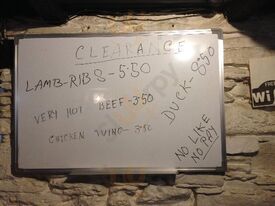 CLEARANCE
LAMB-RIBS-5.50
VERY HOT BEEF-3.50
CHICKEN WING-3.50
DUCK-8.50
NO LIKE
NO PAY
Wi